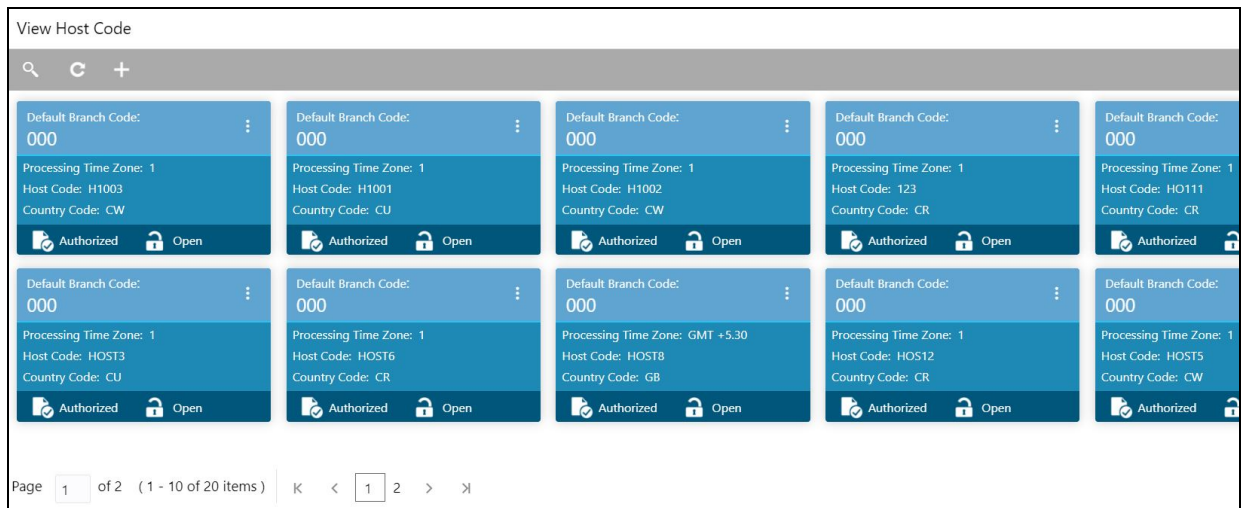 View Host Code
Default Branch Code: Default Branch Code: Default Branch Code: Default Branch Code: Default Branch Code:
000 000 000 000 000
Processing Time Zone: 1 Processing Time Zone: 1 Processing Time Zone: 1 Processing Time Zone: 1 Processing Time Zone: 1
Host Code: H1003 Host Code: H1001 Host Code: H1002 Host Code: 123 Host Code: HO111
Country Code: CW Country Code: CU Country Code: CW Country Code: CR Country Code: CR
Authorized Open Authorized Open Authorized Open Authorized Open Authorized
Default Branch Code: Default Branch Code: Default Branch Code: Default Branch Code: Default Branch Code:
000 000 000 000 000
Processing Time Zone: 1 Processing Time Zone: 1 Processing Time Zone: GMT +5.30 Processing Time Zone: 1 Processing Time Zone: 1
Host Code: HOST3 Host Code: HOST6 Host Code: HOST8 Host Code: HOS12 Host Code: HOST5
Country Code: CU Country Code: CR Country Code: GB Country Code: CR Country Code: CW
Authorized Open Authorized Open Authorized Open Authorized Open Authorized
Page 1 of 2 ( 1 - 10 of 20 items ) 1 2